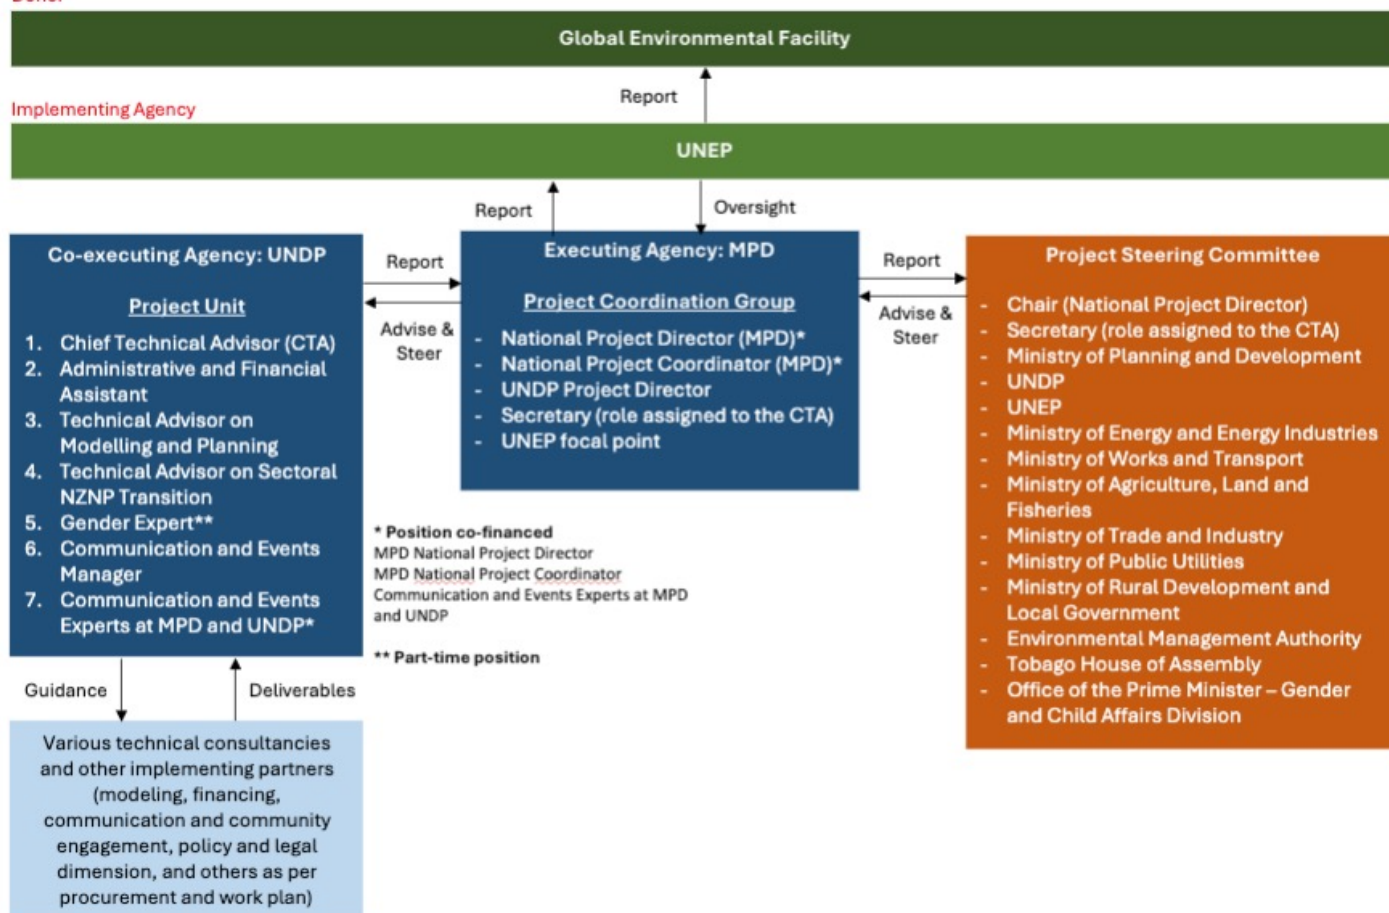 Global Environmental Facility
Report
Implementing Agency
UNEP
Report
Oversight
Co-executing Agency: UNDP
Project Unit
1. Chief Technical Advisor (CTA)
2. Administrative and Financial
Assistant
3. Technical Advisor on
Modelling and Planning
4. Technical Advisor on Sectoral
NZNP Transition
5. Gender Expert**
6. Communication and Events
Manager
7. Communication and Events
Experts at MPD and UNDP*
Report
Advise &
Steer
Executing Agency: MPD
Project Coordination Group
- National Project Director (MPD)*
- National Project Coordinator (MPD)*
- UNDP Project Director
- Secretary (role assigned to the CTA)
- UNEP focal point
Report
Advise &
Steer
Project Steering Committee
- Chair (National Project Director)
- Secretary (role assigned to the CTA)
- Ministry of Planning and Development
- UNDP
- UNEP
- Ministry of Energy and Energy Industries
- Ministry of Works and Transport
- Ministry of Agriculture, Land and
Fisheries
- Ministry of Trade and Industry
- Ministry of Public Utilities
- Ministry of Rural Development and
Local Government
- Environmental Management Authority
- Tobago House of Assembly
- Office of the Prime Minister – Gender
and Child Affairs Division
* Position co-financed
MPD National Project Director
MPD National Project Coordinator
Communication and Events Experts at MPD
and UNDP
** Part-time position
Guidance
Deliverables
Various technical consultancies
and other implementing partners
(modeling, financing,
communication and community
engagement, policy and legal
dimension, and others as per
procurement and work plan)